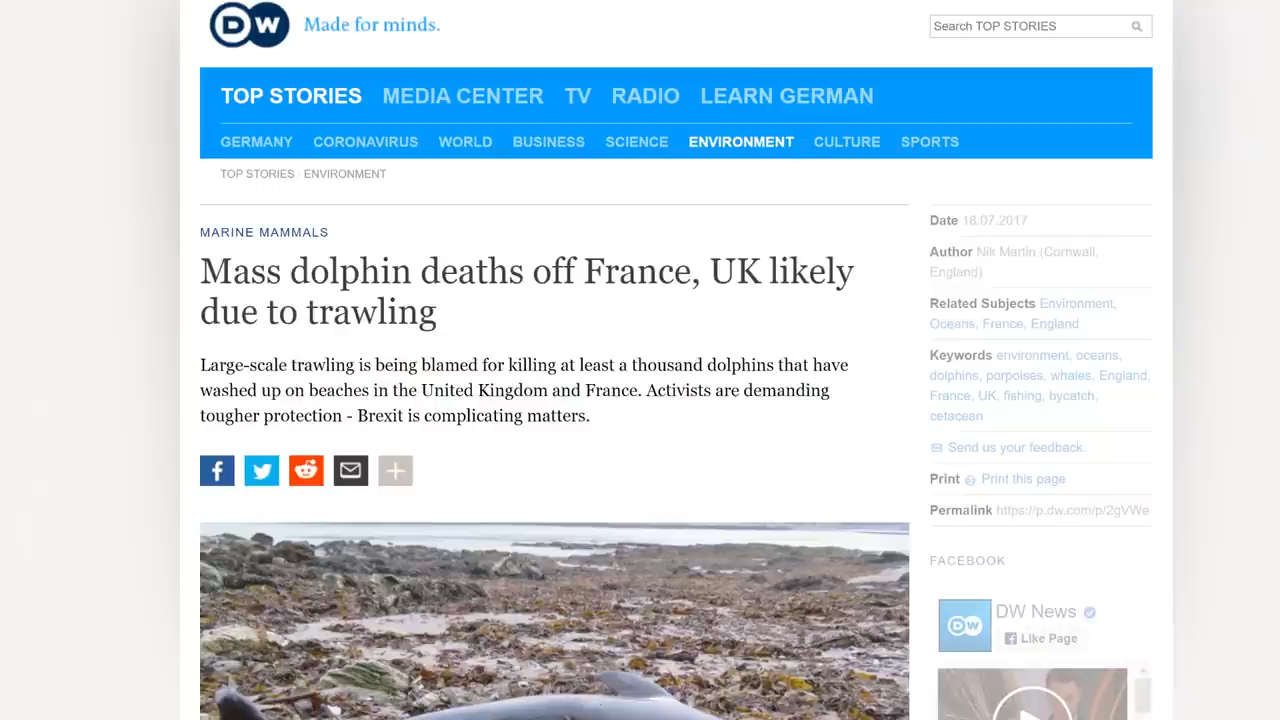 DW Made for minds.
Search TOP STORIES
TOP STORIES MEDIA CENTER TV RADIO LEARN GERMAN
GERMANY CORONAVIRUS WORLD BUSINESS SCIENCE ENVIRONMENT CULTURE SPORTS
TOP STORIES / ENVIRONMENT
MARINE MAMMALS
Mass dolphin deaths off France, UK likely
due to trawling
Large-scale trawling is being blamed for killing at least a thousand dolphins that have
washed up on beaches in the United Kingdom and France. Activists are demanding
tougher protection - Brexit is complicating matters.
Date 18.07.2017
Author Nik Martin (Cornwall,
England)
Related Subjects Environment,
Oceans, France, England
Keywords environment, oceans,
dolphins, porpoises, whales. England,
France, UK, fishing, bycatch,
cetacean
Send us your feedback.
Print Print this page
Permalink https://p.dw.com/p/2gVWe
FACEBOOK
DW DW News
Like Page